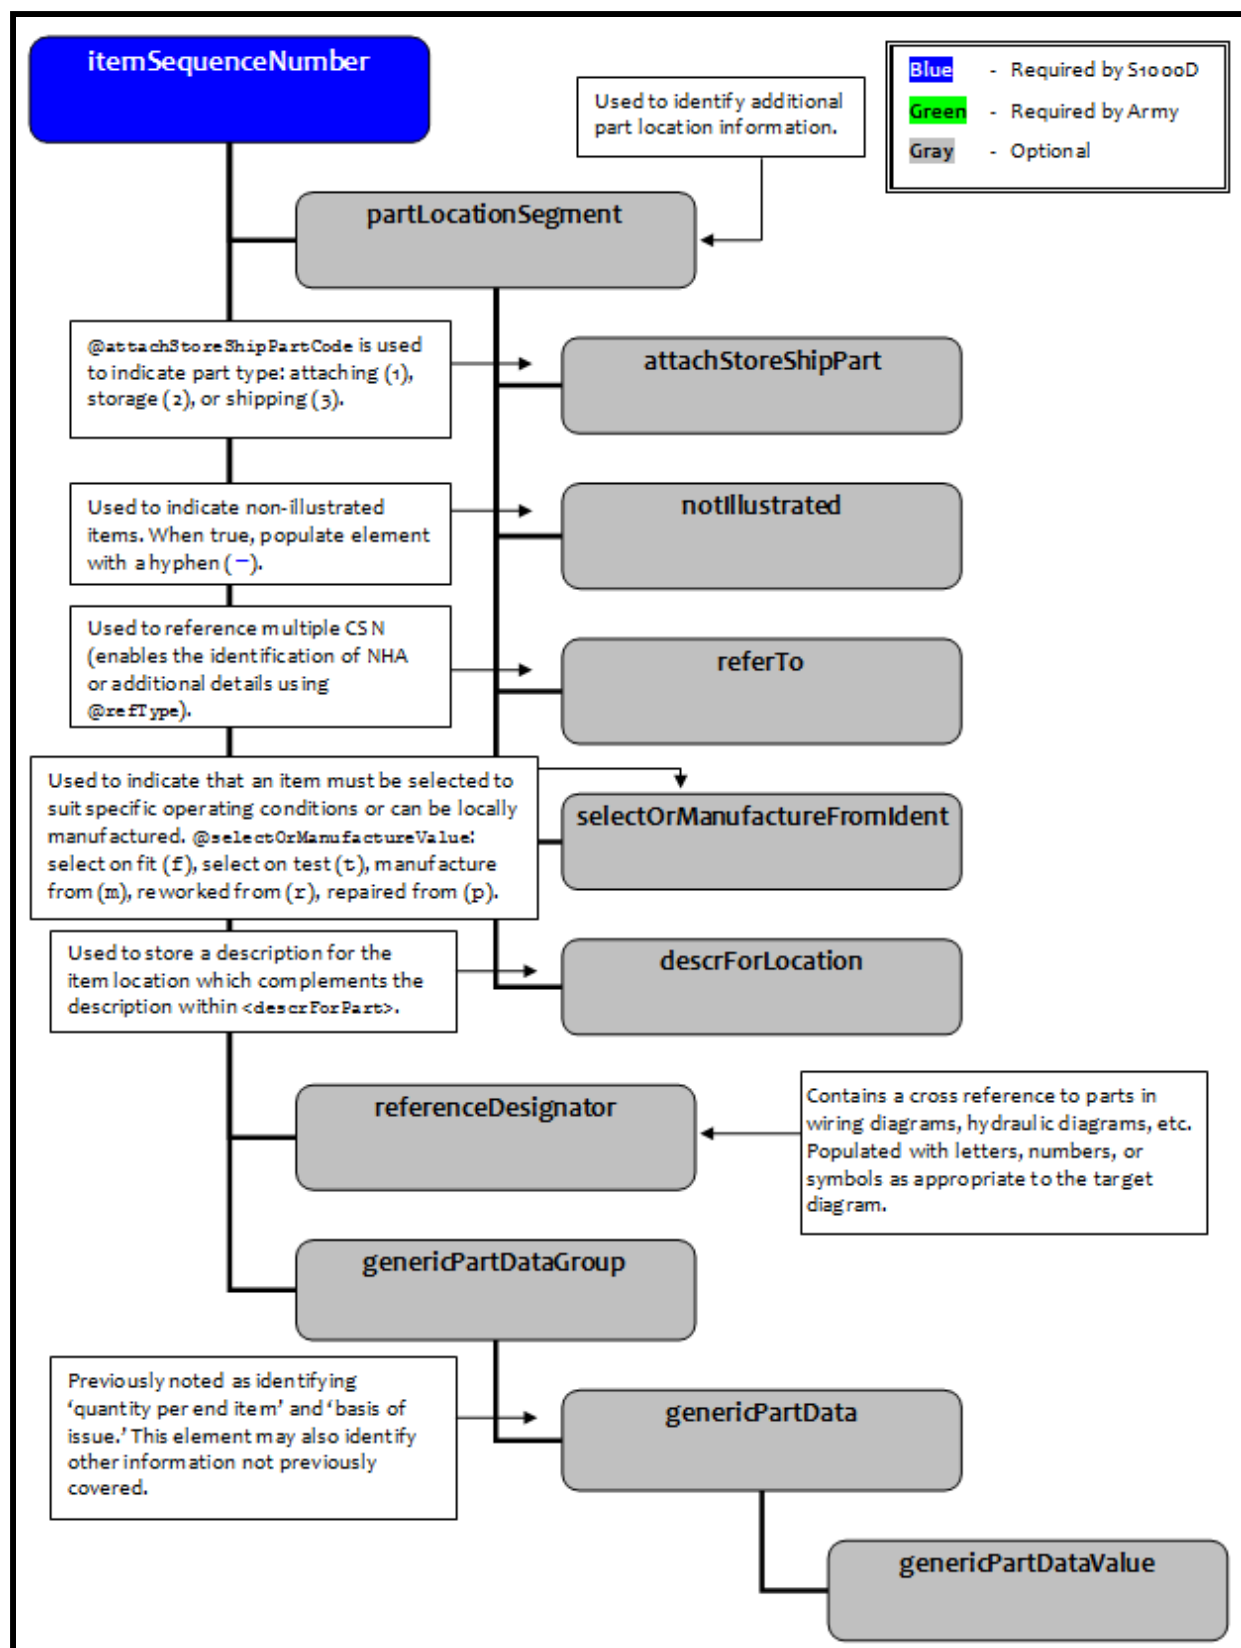 itemSequenceNumber
Blue - Required by S1000D
Green - Required by Army
Gray - Optional
Used to identify additional
part location information.
partLocationSegment
@attachStoreShipPartCode is used
to indicate part type: attaching (1),
storage (2), or shipping (3).
attachStoreShipPart
Used to indicate non-illustrated
items. When true, populate element
with a hyphen (–).
notIllustrated
Used to reference multiple CSN
(enables the identification of NHA
or additional details using
@refType).
referTo
Used to indicate that an item must be selected to
suit specific operating conditions or can be locally
manufactured. @selectOrManufactureValue:
select on fit (f), select on test (t), manufacture
from (m), reworked from (r), repaired from (p).
selectOrManufactureFromIdent
Used to store a description for the
item location which complements the
description within <descrForPart>.
descrForLocation
referenceDesignator
Contains a cross reference to parts in
wiring diagrams, hydraulic diagrams, etc.
Populated with letters, numbers, or
symbols as appropriate to the target
diagram.
genericPartDataGroup
Previously noted as identifying
‘quantity per end item’ and ‘basis of
issue.’ This element may also identify
other information not previously
covered.
genericPartData
genericPartDataValue